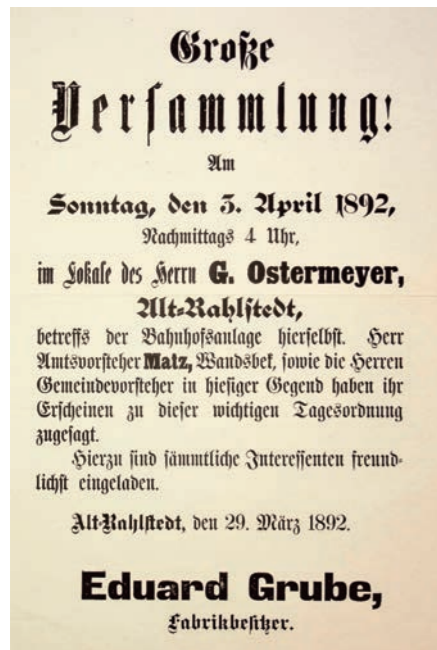 Große
Versammlung!
Am
Sonntag, den 3. April 1892,
Nachmittags 4 Uhr,
im Lokale des Herrn G. Ostermeyer,
Alt-Rahlstedt,
betreffs der Bahnhofsanlage hierselbst. Herr
Amtsvorsteher Matz, Wandsbek, sowie die Herren
Gemeindevorsteher in hiesiger Gegend haben ihr
Erscheinen zu dieser wichtigen Tagesordnung
zugesagt.
Hierzu sind sämmtliche Interessenten freund-
lichst eingeladen.
Alt-Rahlstedt, den 29. März 1892.
Eduard Grube,
Fabrikbesitzer.